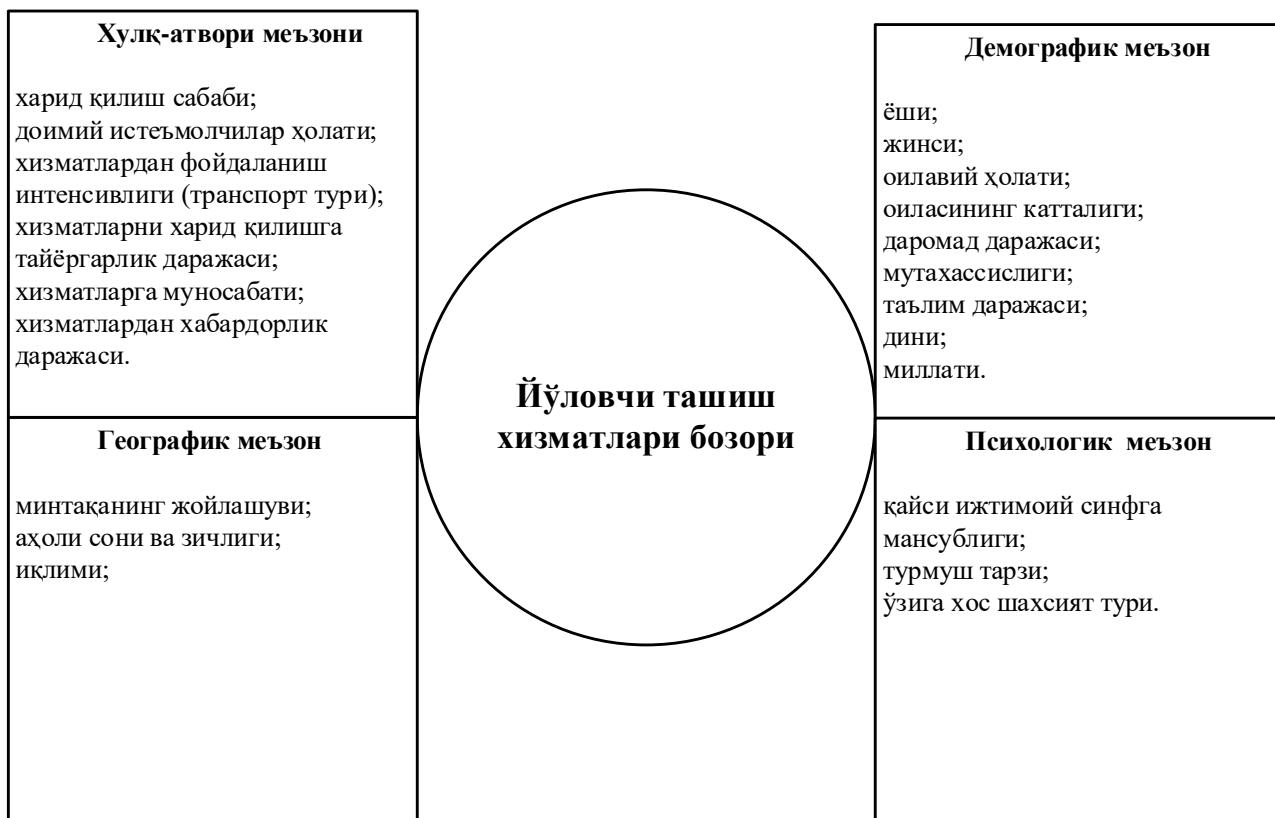 Хулқ-атвори меъзони
харид қилиш сабаби;
доимий истеъмолчилар ҳолати;
хизматлардан фойдаланиш
интенсивлиги (транспорт тури);
хизматларни харид қилишга
тайёргарлик даражаси;
хизматларга муносабати;
хизматлардан хабардорлик
даражаси.
Демографик меъзон
ёши;
жинси;
оилавий ҳолати;
оиласининг катталиги;
даромад даражаси;
мутахассислиги;
таълим даражаси;
дини;
миллати.
Йўловчи ташиш
хизматлари бозори
Географик меъзон
минтақанинг жойлашуви;
аҳоли сони ва зичлиги;
иқлими;
Психологик меъзон
қайси ижтимоий синфга
мансублиги;
турмуш тарзи;
ўзига хос шахсият тури.